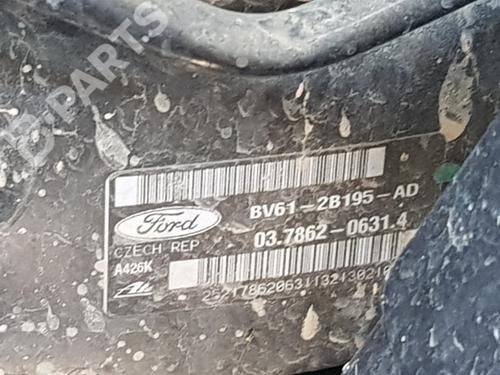 B-PARTS
Ford
BV61-2B195-AD
CZECH REP
03.7862-0631.4
A426K